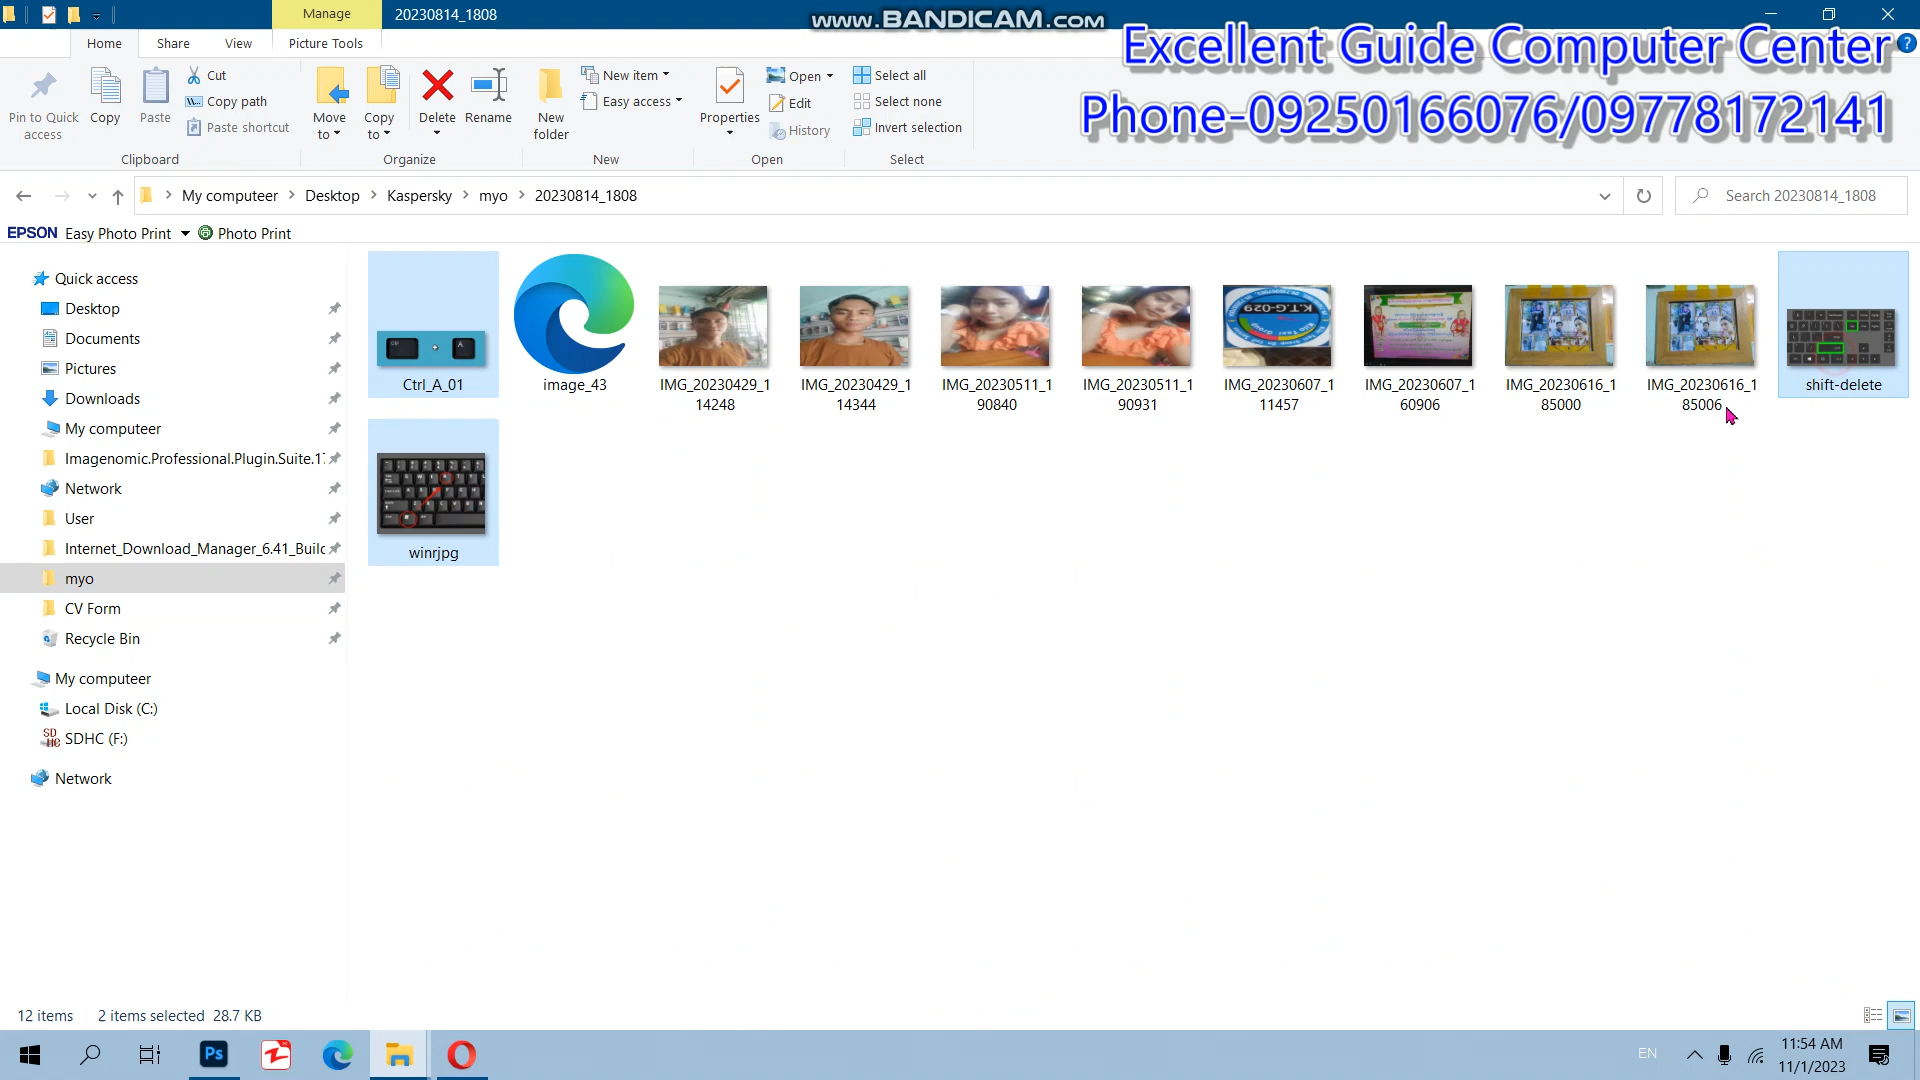 Manage
20230814_1808
www.BANDICAM.com
Home
Share
View
Picture Tools
Excellent Guide Computer Center
Phone-09250166076/09778172141
Pin to Quick access
Copy
Paste
Cut
Copy path
Paste shortcut
Clipboard
Move to
Copy to
Delete
Rename
Organize
New folder
New item
Easy access
New
Properties
Open
Edit
History
Open
Select all
Select none
Invert selection
Select
My computeer
Desktop
Kaspersky
myo
20230814_1808
Search 20230814_1808
EPSON Easy Photo Print
Photo Print
Quick access
Desktop
Documents
Pictures
Downloads
My computeer
Imagenomic.Professional.Plugin.Suite.17
Network
User
Internet_Download_Manager_6.41_Builc
myo
CV Form
Recycle Bin
My computeer
Local Disk (C:)
SDHC (F:)
Network
Ctrl_A_01
image_43
IMG_20230429_1
14248
IMG_20230429_1
14344
IMG_20230511_1
90840
IMG_20230511_1
90931
K.T.G-029
IMG_20230607_1
11457
IMG_20230607_1
60906
IMG_20230616_1
85000
IMG_20230616_1
85006
shift-delete
winrjpg
12 items
2 items selected 28.7 KB
Ps
EN
11:54 AM
11/1/2023